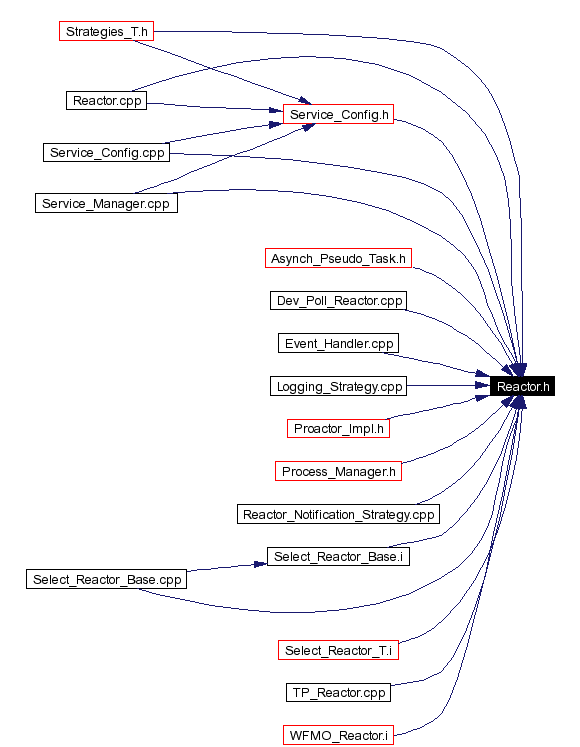 Strategies_T.h
Reactor.cpp
Service_Config.h
Service_Config.cpp
Service_Manager.cpp
Asynch_Pseudo_Task.h
Dev_Poll_Reactor.cpp
Event_Handler.cpp
Logging_Strategy.cpp
Reactor.h
Proactor_Impl.h
Process_Manager.h
Reactor_Notification_Strategy.cpp
Select_Reactor_Base.i
Select_Reactor_Base.cpp
Select_Reactor_T.i
TP_Reactor.cpp
WFMO_Reactor.i